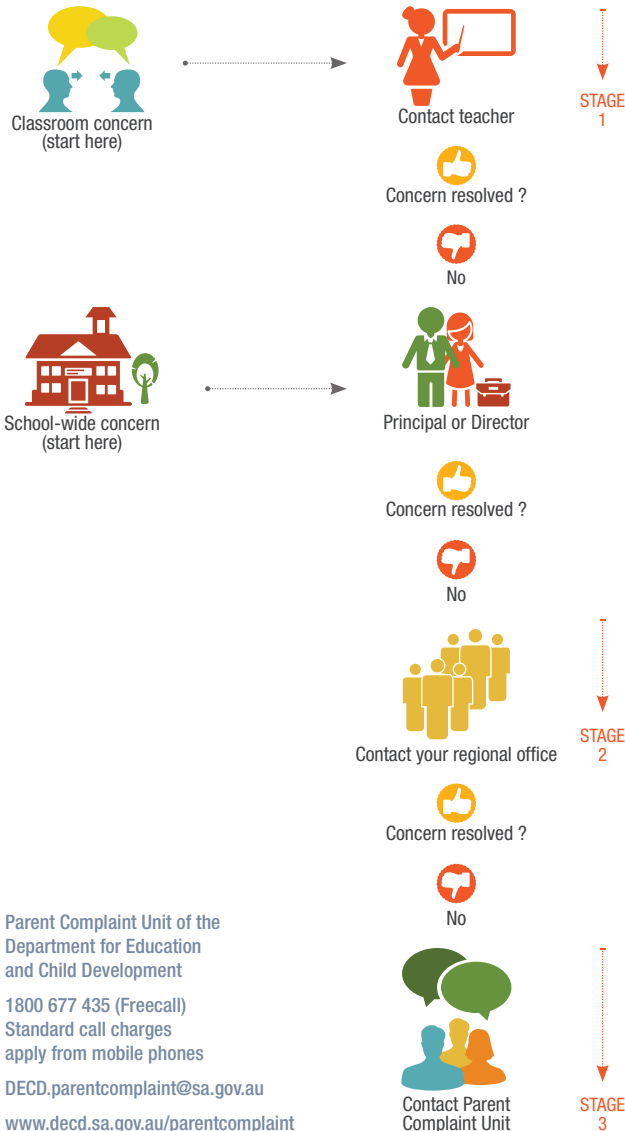 Classroom concern
(start here)
Contact teacher
STAGE
1
Concern resolved ?
No
School-wide concern
(start here)
Principal or Director
Concern resolved ?
No
Contact your regional office
STAGE
2
Concern resolved ?
No
Parent Complaint Unit of the
Department for Education
and Child Development
1800 677 435 (Freecall)
Standard call charges
apply from mobile phones
DECD.parentcomplaint@sa.gov.au
www.decd.sa.gov.au/parentcomplaint
Contact Parent
Complaint Unit
STAGE
3